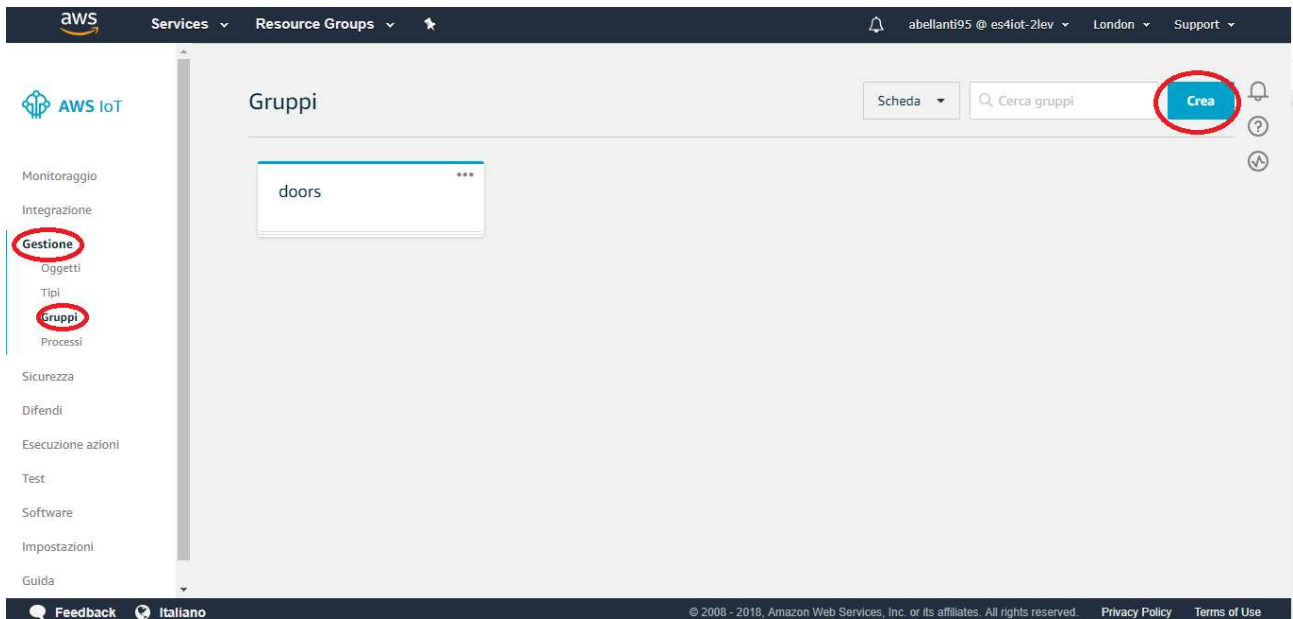 aws Services Resource Groups abellanti95 @ es4iot-2lev London Support
AWS IoT
Gruppi
Scheda
Cerca gruppi
Crea
doors
Monitoraggio
Integrazione
Gestione
Oggetti
Tipi
Gruppi
Processi
Sicurezza
Difendi
Esecuzione azioni
Test
Software
Impostazioni
Guida
Feedback Italiano © 2008 - 2018, Amazon Web Services, Inc. or its affiliates. All rights reserved. Privacy Policy Terms of Use